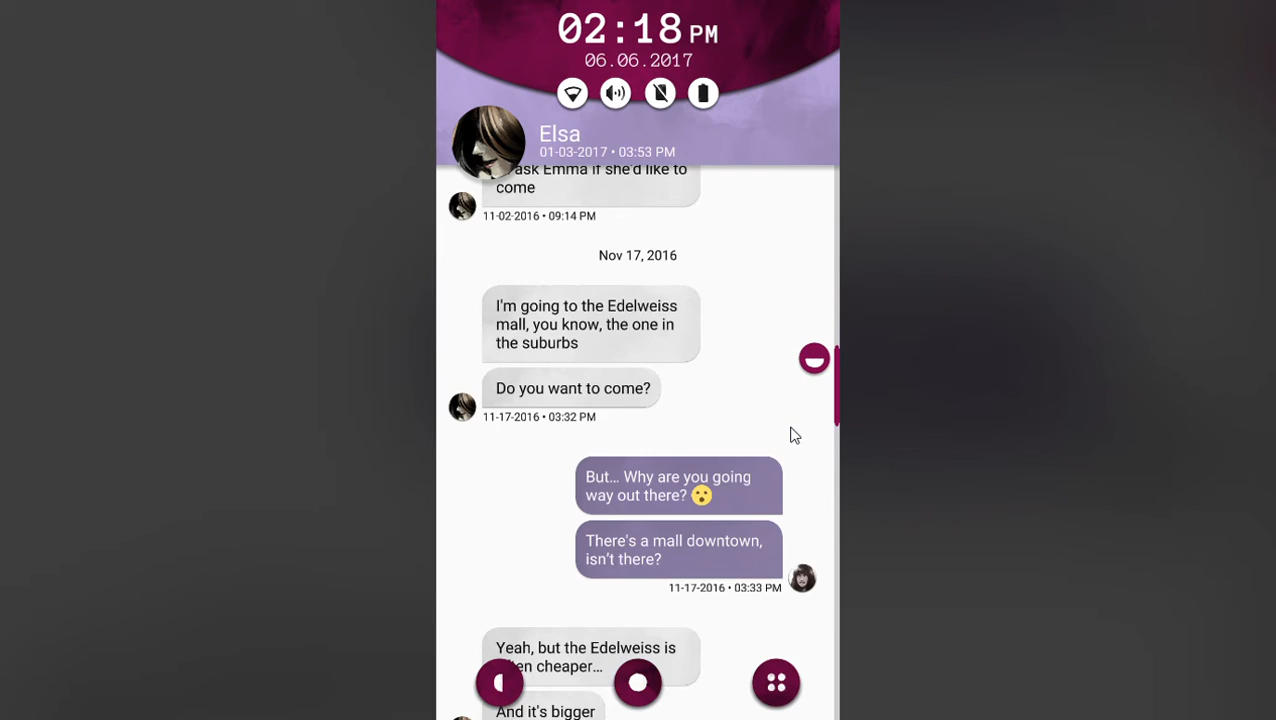 02:18 PM
06.06.2017
Elsa
01-03-2017 • 03:53 PM
ask Emma if she'd like to
come
11-02-2016 • 09:14 PM
Nov 17, 2016
I'm going to the Edelweiss
mall, you know, the one in
the suburbs
Do you want to come?
11-17-2016 • 03:32 PM
But... Why are you going
way out there? 😮
There's a mall downtown,
isn't there?
11-17-2016 • 03:33 PM
Yeah, but the Edelweiss is
cheaper...
And it's bigger